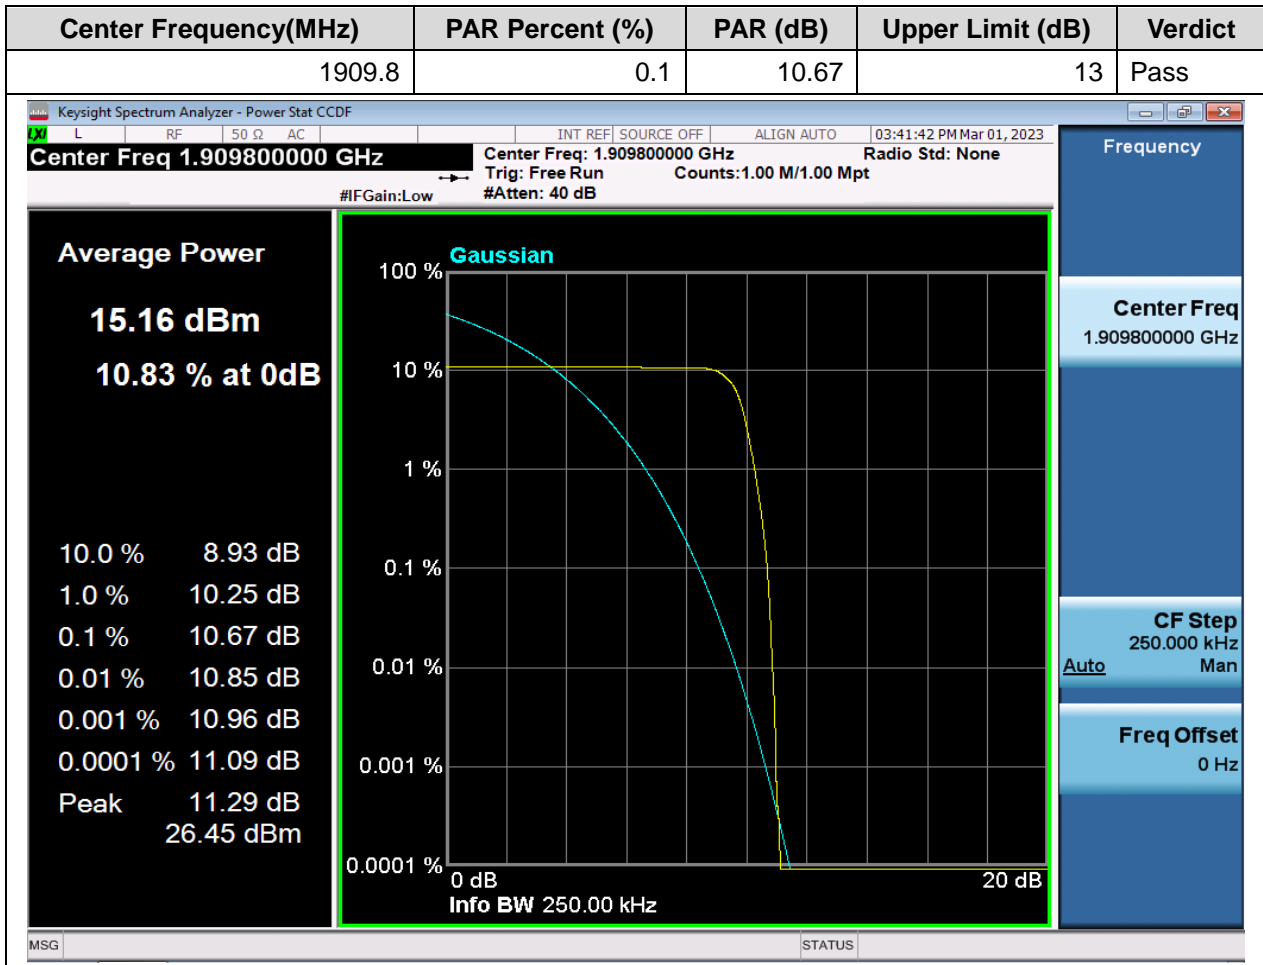 Center Frequency(MHz) PAR Percent (%) PAR (dB) Upper Limit (dB) Verdict
1909.8 0.1 10.67 13 Pass
Keysight Spectrum Analyzer - Power Stat CCDF
LXI L RF 50 Ω AC INT REF SOURCE OFF ALIGN AUTO 03:41:42 PM Mar 01, 2023
Center Freq 1.909800000 GHz
Center Freq: 1.909800000 GHz Radio Std: None
Trig: Free Run Counts:1.00 M/1.00 Mpt
#IFGain:Low #Atten: 40 dB
Average Power
15.16 dBm
10.83 % at 0dB
10.0 % 8.93 dB
1.0 % 10.25 dB
0.1 % 10.67 dB
0.01 % 10.85 dB
0.001 % 10.96 dB
0.0001 % 11.09 dB
Peak 11.29 dB
26.45 dBm
Gaussian
100 %
10 %
1 %
0.1 %
0.01 %
0.001 %
0.0001 %
0 dB 20 dB
Info BW 250.00 kHz
Frequency
Center Freq
1.909800000 GHz
CF Step
250.000 kHz
Auto Man
Freq Offset
0 Hz
MSG STATUS